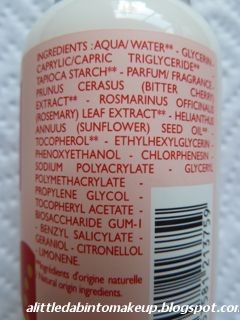 INGREDIENTS :AQUA/ WATER** - GLYCERIN -
CAPRYLIC/CAPRIC TRIGLYCERIDE** -
TAPIOCA STARCH** - PARFUM/ FRAGRANCE -
PRUNUS CERASUS (BITTER CHERRY)
EXTRACT** - ROSMARINUS OFFICINALIS
(ROSEMARY) LEAF EXTRACT** - HELIANTHUS
ANNUUS (SUNFLOWER) SEED OIL** -
TOCOPHEROL** - ETHYLHEXYLGLYCERIN -
PHENOXYETHANOL - CHLORPHENESIN -
SODIUM POLYACRYLATE - GLYCERYL
POLYMETHACRYLATE -
PROPYLENE GLYCOL -
TOCOPHERYL ACETATE -
BIOSACCHARIDE GUM-1
- BENZYL SALICYLATE -
GERANIOL - CITRONELLOL
- LIMONENE.
Ingrédients d'origine naturelle
Natural origin ingredients.
alittledabintomakeup.blogspot.com